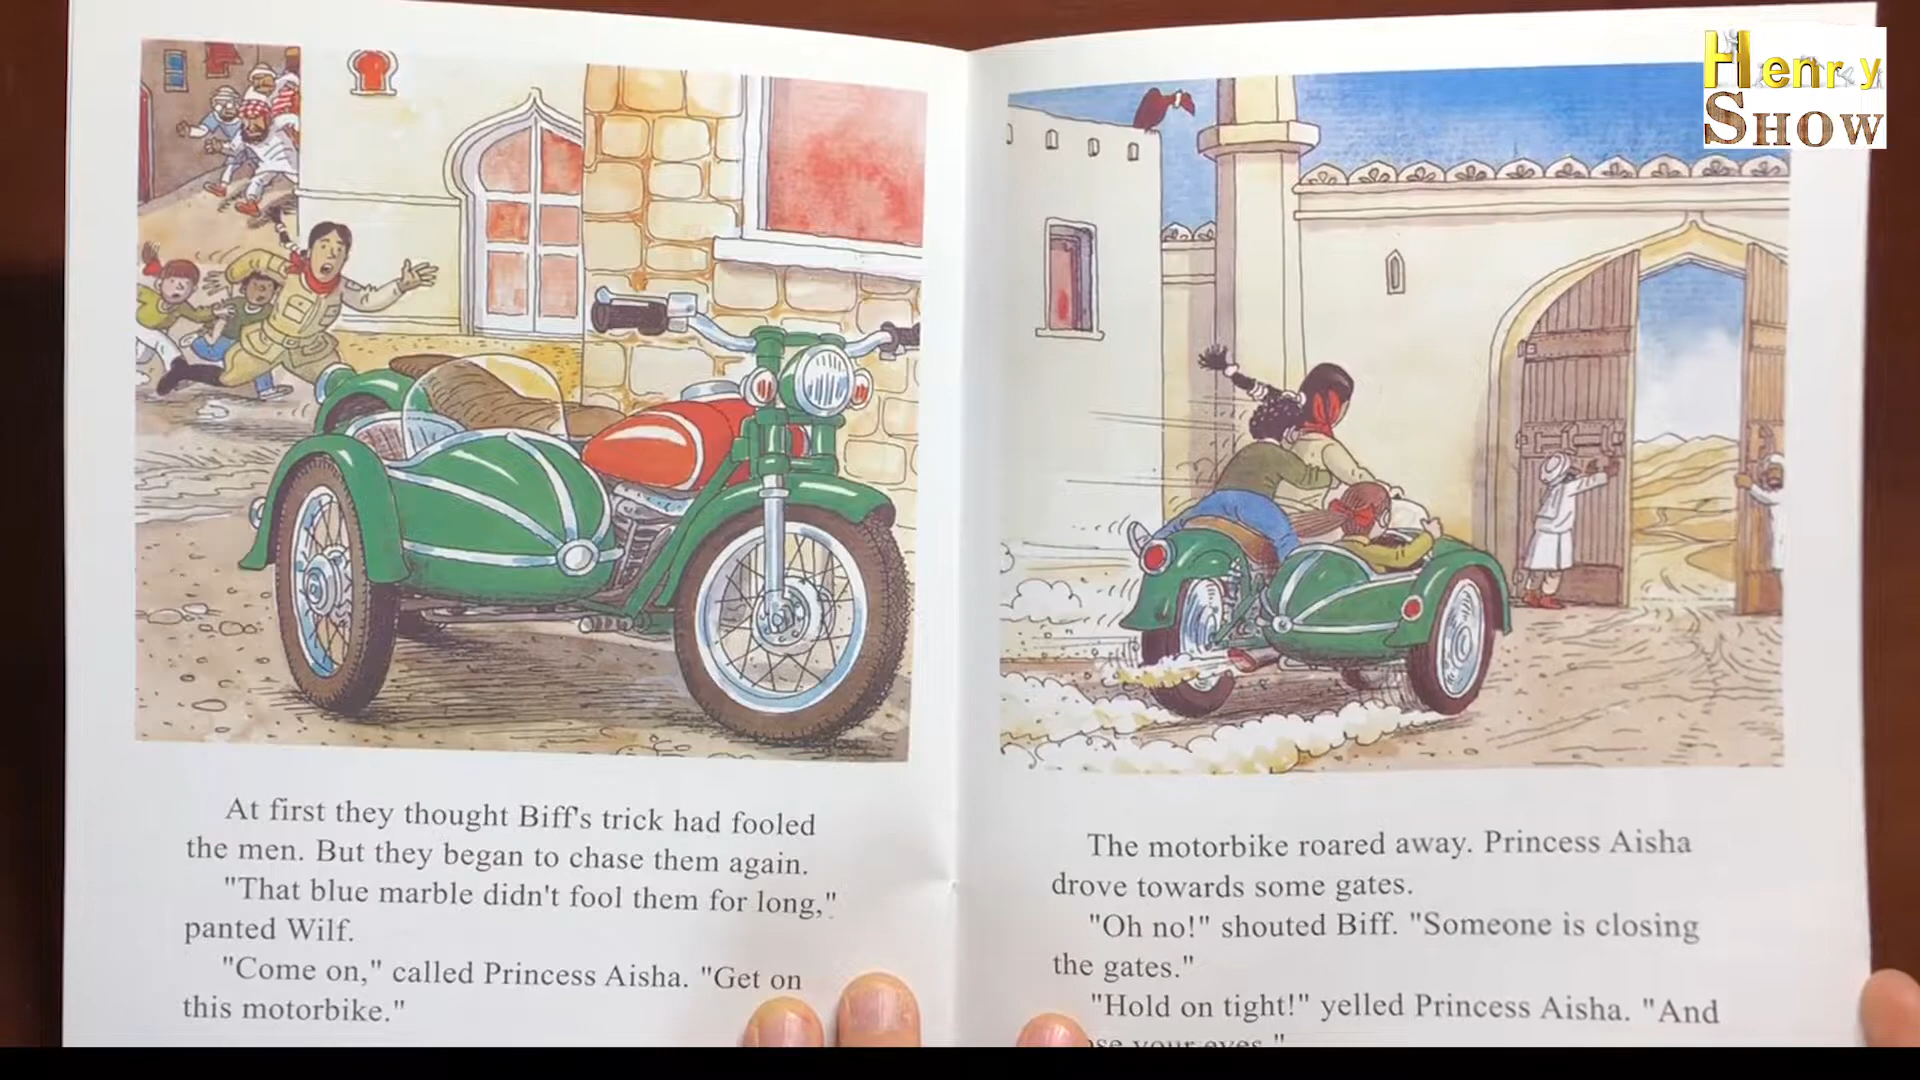 Henry
SHOW
At first they thought Biff's trick had fooled
the men. But they began to chase them again.
"That blue marble didn't fool them for long,"
panted Wilf.
"Come on," called Princess Aisha. "Get on
this motorbike."
The motorbike roared away. Princess Aisha
drove towards some gates.
"Oh no!" shouted Biff. "Someone is closing
the gates."
"Hold on tight!" yelled Princess Aisha. "And
your eyes."